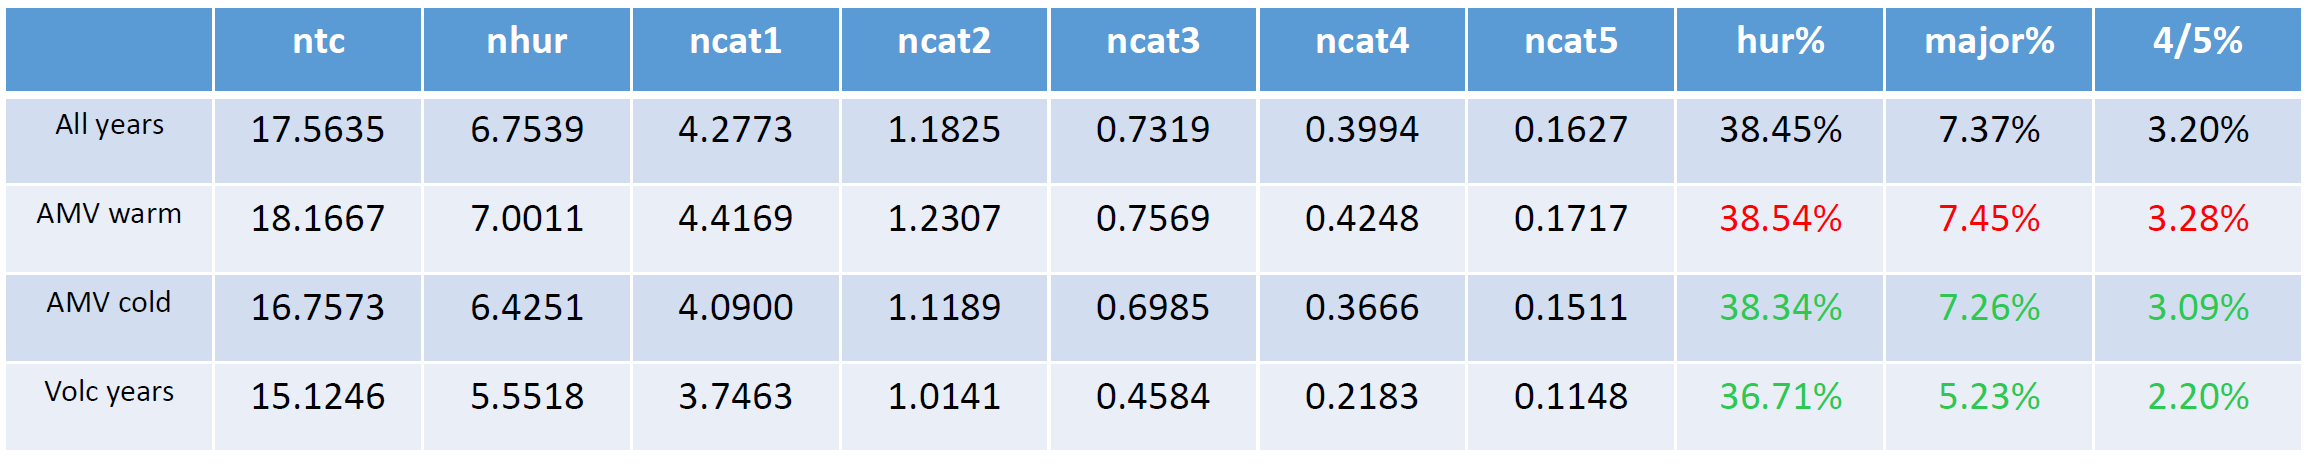 ntc nhur ncat1 ncat2 ncat3 ncat4 ncat5 hur% major% 4/5%
All years 17.5635 6.7539 4.2773 1.1825 0.7319 0.3994 0.1627 38.45% 7.37% 3.20%
AMV warm 18.1667 7.0011 4.4169 1.2307 0.7569 0.4248 0.1717 38.54% 7.45% 3.28%
AMV cold 16.7573 6.4251 4.0900 1.1189 0.6985 0.3666 0.1511 38.34% 7.26% 3.09%
Volc years 15.1246 5.5518 3.7463 1.0141 0.4584 0.2183 0.1148 36.71% 5.23% 2.20%